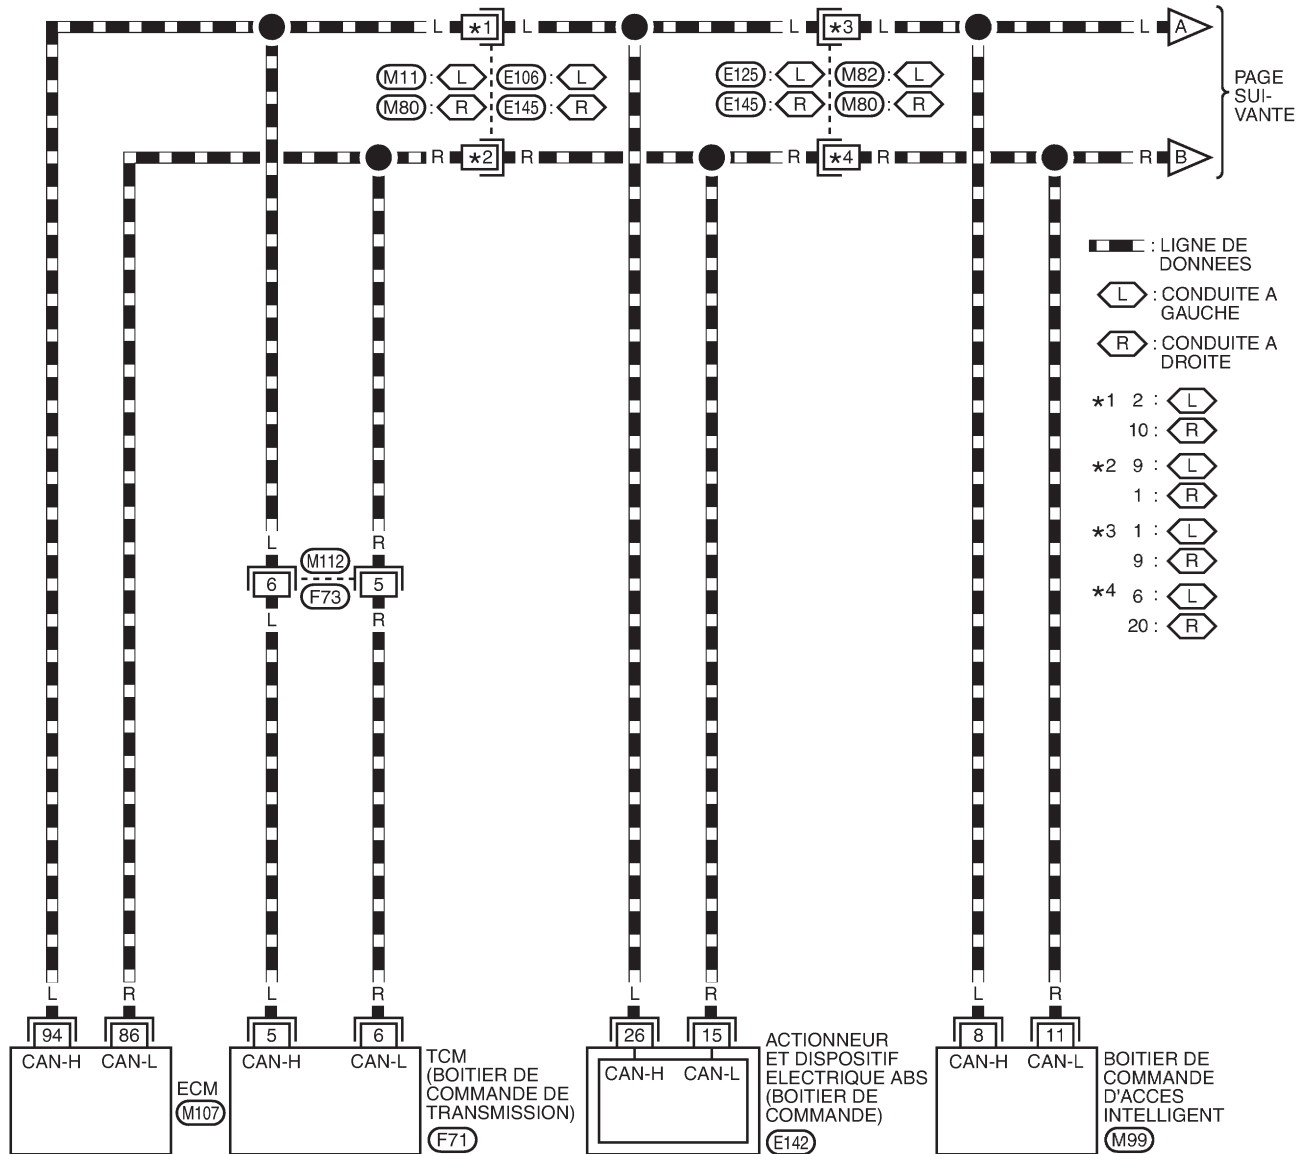 L *1 L L *3 L L A
M11 : L E106 : L E125 : L M82 : L
M80 : R E145 : R E145 : R M80 : R
PAGE
SUI-
VANTE
R *2 R R *4 R R B
: LIGNE DE
DONNEES
L : CONDUITE A
GAUCHE
R : CONDUITE A
DROITE
*1 2 : L
10 : R
*2 9 : L
1 : R
*3 1 : L
9 : R
*4 6 : L
20 : R
L R
M112
6 5
F73
L R
L R L R L R L R
94 86 5 6 26 15 8 11
CAN-H CAN-L CAN-H CAN-L CAN-H CAN-L CAN-H CAN-L
ECM
M107
TCM
(BOITIER DE
COMMANDE DE
TRANSMISSION)
F71
ACTIONNEUR
ET DISPOSITIF
ELECTRIQUE ABS
(BOITIER DE
COMMANDE)
E142
BOITIER DE
COMMANDE
D'ACCES
INTELLIGENT
M99